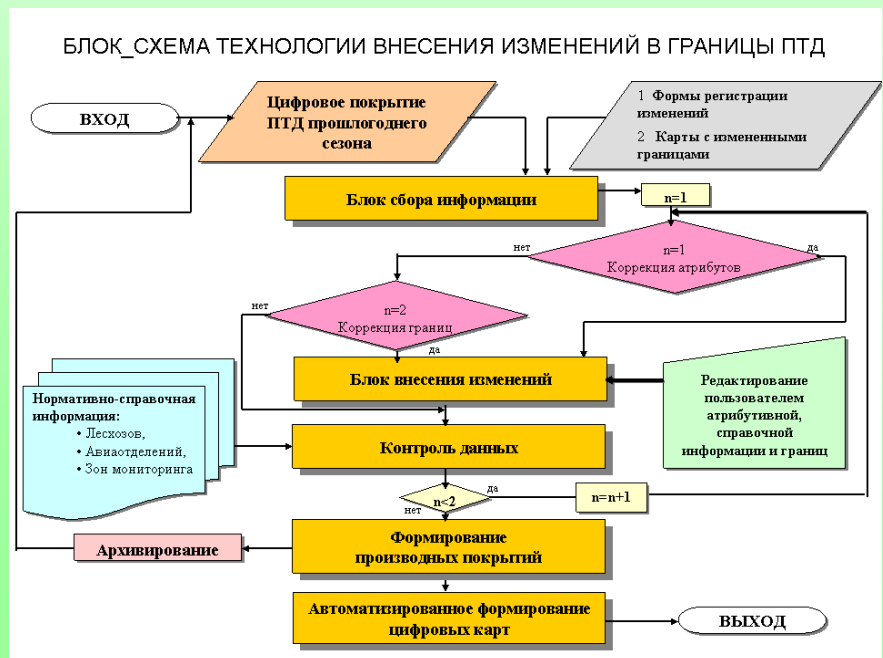 БЛОК_СХЕМА ТЕХНОЛОГИИ ВНЕСЕНИЯ ИЗМЕНЕНИЙ В ГРАНИЦЫ ПТД
ВХОД
Цифровое покрытие
ПТД прошлогоднего
сезона
1 Формы регистрации
изменений
2 Карты с измененными
границами
Блок сбора информации
n=1
n=1
Коррекция атрибутов
нет
да
n=2
Коррекция границ
нет
да
Блок внесения изменений
Редактирование
пользователем
атрибутивной,
справочной
информации и границ
Нормативно-справочная
информация:
• Лесхозов,
• Авиаотделений,
• Зон мониторинга
Контроль данных
n<2
да
нет
n=n+1
Формирование
производных покрытий
Архивирование
Автоматизированное формирование
цифровых карт
ВЫХОД